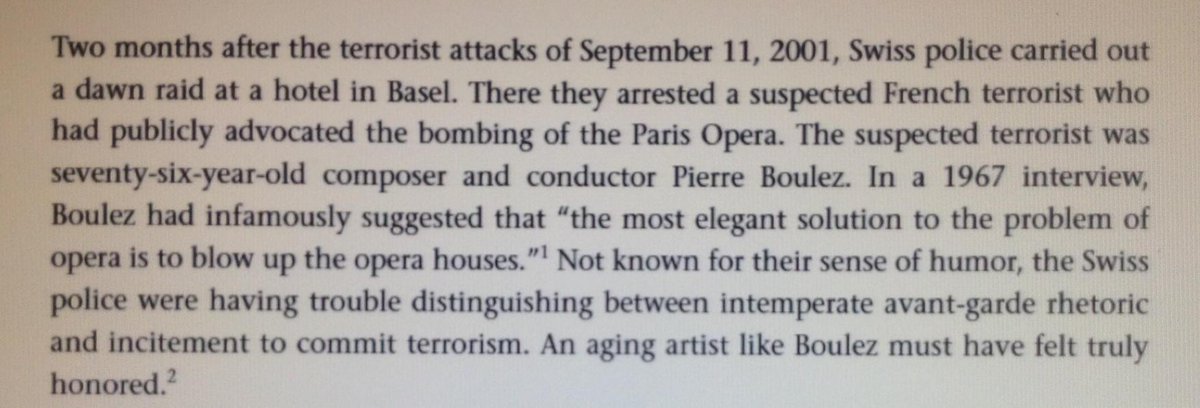 Two months after the terrorist attacks of September 11, 2001, Swiss police carried out
a dawn raid at a hotel in Basel. There they arrested a suspected French terrorist who
had publicly advocated the bombing of the Paris Opera. The suspected terrorist was
seventy-six-year-old composer and conductor Pierre Boulez. In a 1967 interview,
Boulez had infamously suggested that “the most elegant solution to the problem of
opera is to blow up the opera houses.”¹ Not known for their sense of humor, the Swiss
police were having trouble distinguishing between intemperate avant-garde rhetoric
and incitement to commit terrorism. An aging artist like Boulez must have felt truly
honored.²